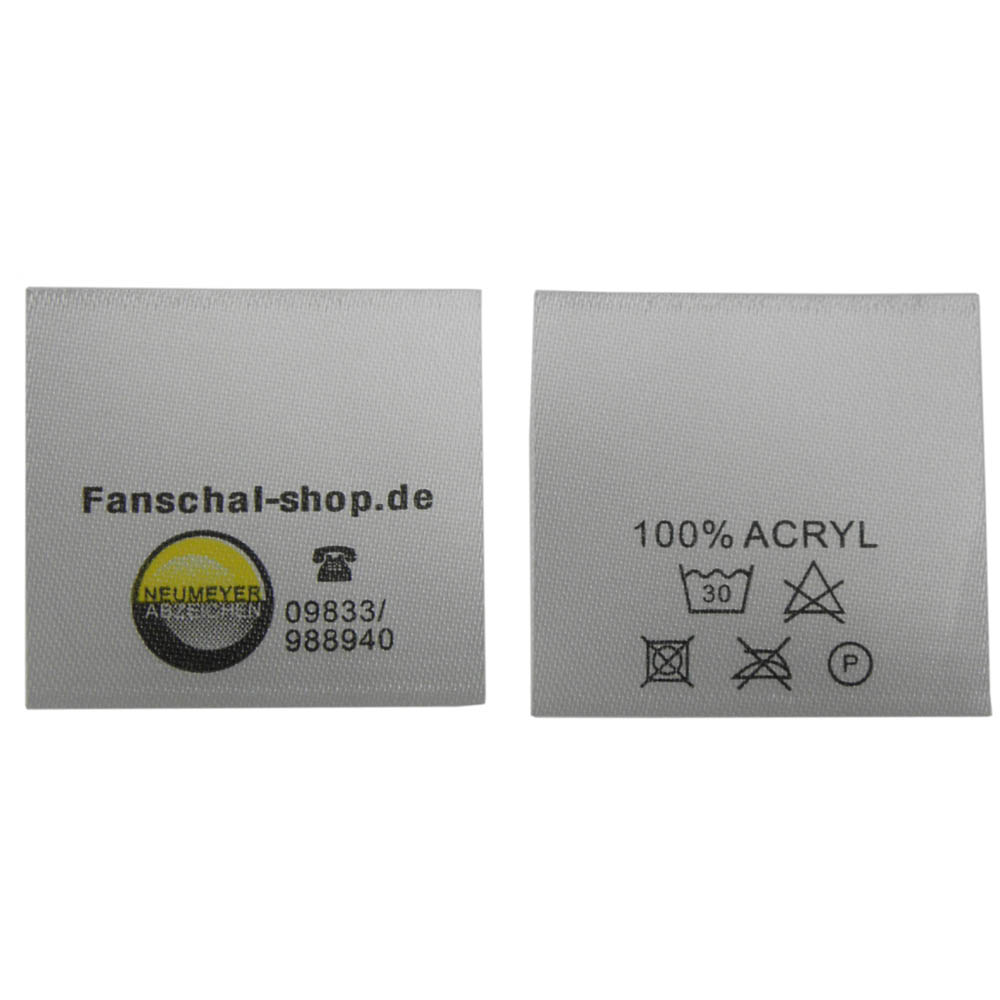 Fanschal-shop.de
NEUMEYER
ABZEICHEN
09833/
988940
100% ACRYL
30
P